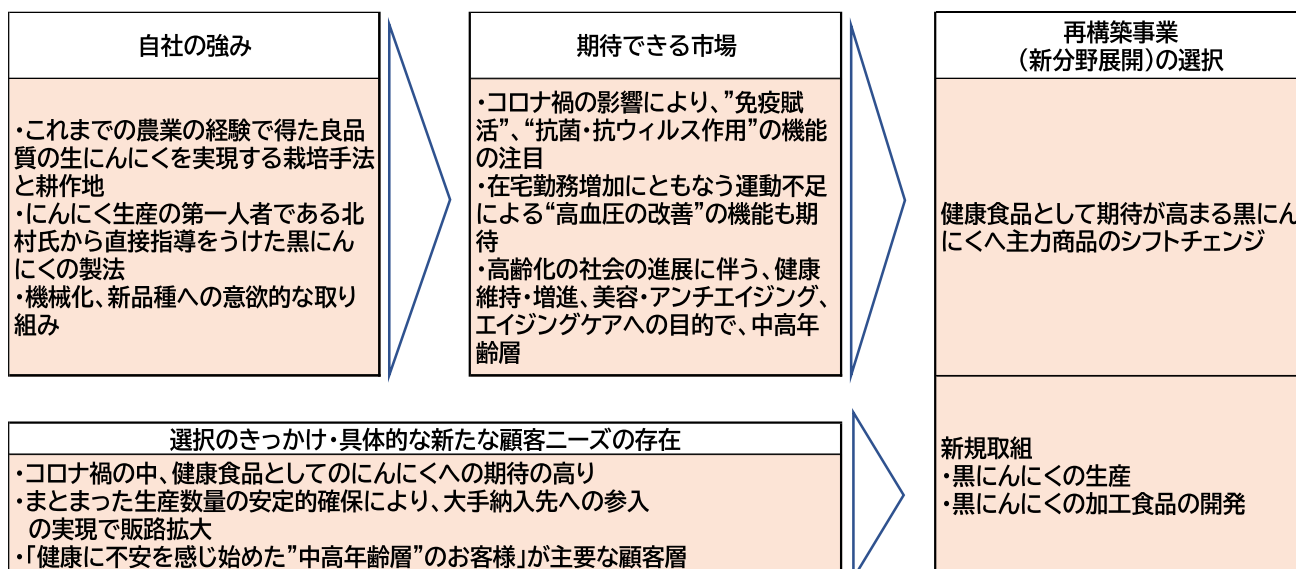 自社の強み
・これまでの農業の経験で得た良品
質の生にんにくを実現する栽培手法
と耕作地
・にんにく生産の第一人者である北
村氏から直接指導をうけた黒にん
にくの製法
・機械化、新品種への意欲的な取り
組み
期待できる市場
・コロナ禍の影響により、”免疫賦
活”、“抗菌・抗ウィルス作用”の機能
の注目
・在宅勤務増加にともなう運動不足
による“高血圧の改善”の機能も期
待
・高齢化の社会の進展に伴う、健康
維持・増進、美容・アンチエイジング、
エイジングケアへの目的で、中高年
齢層
再構築事業
（新分野展開）の選択
健康食品として期待が高まる黒にん
にくへ主力商品のシフトチェンジ
選択のきっかけ・具体的な新たな顧客ニーズの存在
・コロナ禍の中、健康食品としてのにんにくへの期待の高り
・まとまった生産数量の安定的確保により、大手納入先への参入
の実現で販路拡大
・「健康に不安を感じ始めた”中高年齢層”のお客様」が主要な顧客層
新規取組
・黒にんにくの生産
・黒にんにくの加工食品の開発